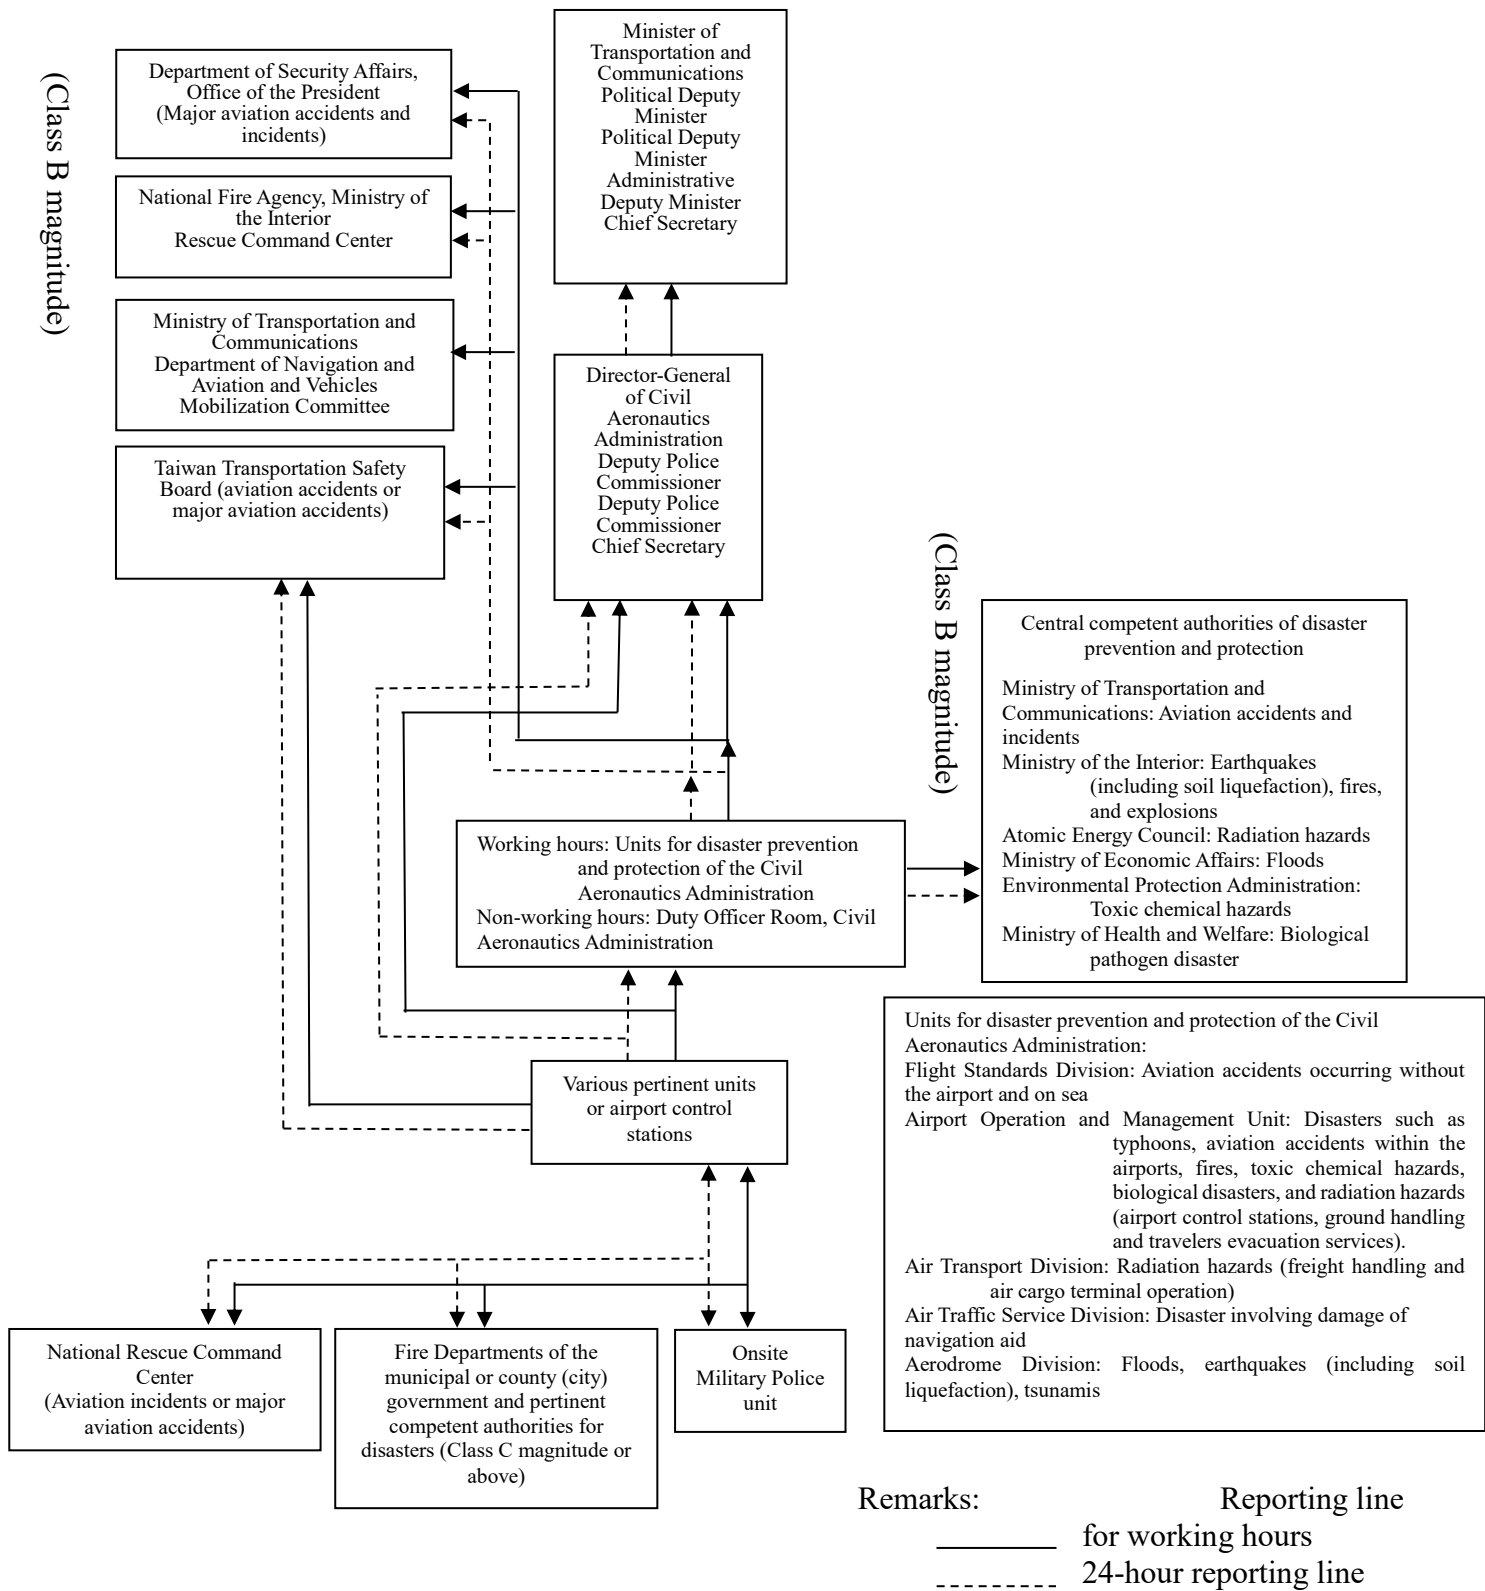 (Class B magnitude)
Department of Security Affairs,
Office of the President
(Major aviation accidents and
incidents)
National Fire Agency, Ministry of
the Interior
Rescue Command Center
Ministry of Transportation and
Communications
Department of Navigation and
Aviation and Vehicles
Mobilization Committee
Taiwan Transportation Safety
Board (aviation accidents or
major aviation accidents)
Minister of
Transportation and
Communications
Political Deputy
Minister
Political Deputy
Minister
Administrative
Deputy Minister
Chief Secretary
Director-General
of Civil
Aeronautics
Administration
Deputy Police
Commissioner
Deputy Police
Commissioner
Chief Secretary
(Class B magnitude)
Central competent authorities of disaster
prevention and protection
Ministry of Transportation and
Communications: Aviation accidents and
incidents
Ministry of the Interior: Earthquakes
(including soil liquefaction), fires,
and explosions
Atomic Energy Council: Radiation hazards
Ministry of Economic Affairs: Floods
Environmental Protection Administration:
Toxic chemical hazards
Ministry of Health and Welfare: Biological
pathogen disaster
Working hours: Units for disaster prevention
and protection of the Civil
Aeronautics Administration
Non-working hours: Duty Officer Room, Civil
Aeronautics Administration
Units for disaster prevention and protection of the Civil
Aeronautics Administration:
Flight Standards Division: Aviation accidents occurring without
the airport and on sea
Airport Operation and Management Unit: Disasters such as
typhoons, aviation accidents within the
airports, fires, toxic chemical hazards,
biological disasters, and radiation hazards
(airport control stations, ground handling
and travelers evacuation services).
Air Transport Division: Radiation hazards (freight handling and
air cargo terminal operation)
Air Traffic Service Division: Disaster involving damage of
navigation aid
Aerodrome Division: Floods, earthquakes (including soil
liquefaction), tsunamis
Various pertinent units
or airport control
stations
National Rescue Command
Center
(Aviation incidents or major
aviation accidents)
Fire Departments of the
municipal or county (city)
government and pertinent
competent authorities for
disasters (Class C magnitude or
above)
Onsite
Military Police
unit
Remarks: Reporting line
for working hours
24-hour reporting line